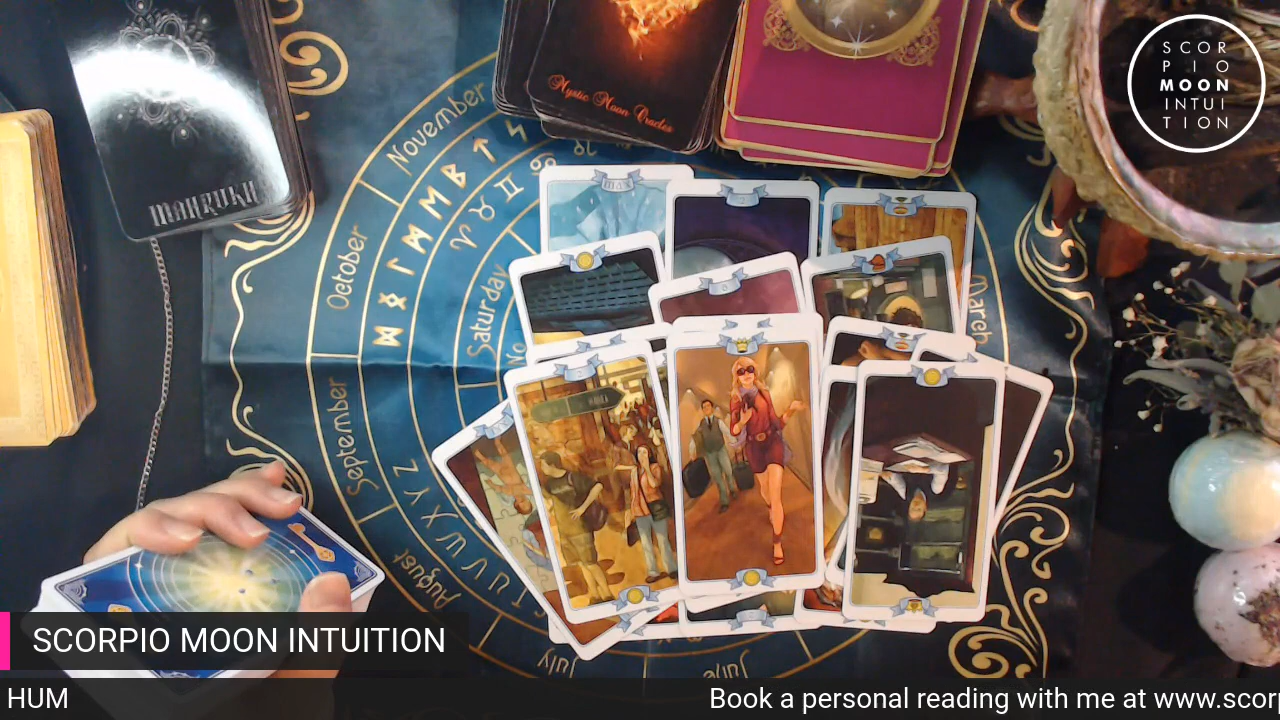 SCOR
PIO
MOON
INTUI
TION
Mystic Moon Oracles
MAHRUKH
November
October
Saturday
No
March
September
August
Z
X Y
W
V
U
T
July
June
SCORPIO MOON INTUITION
HUM
Book a personal reading with me at www.scor